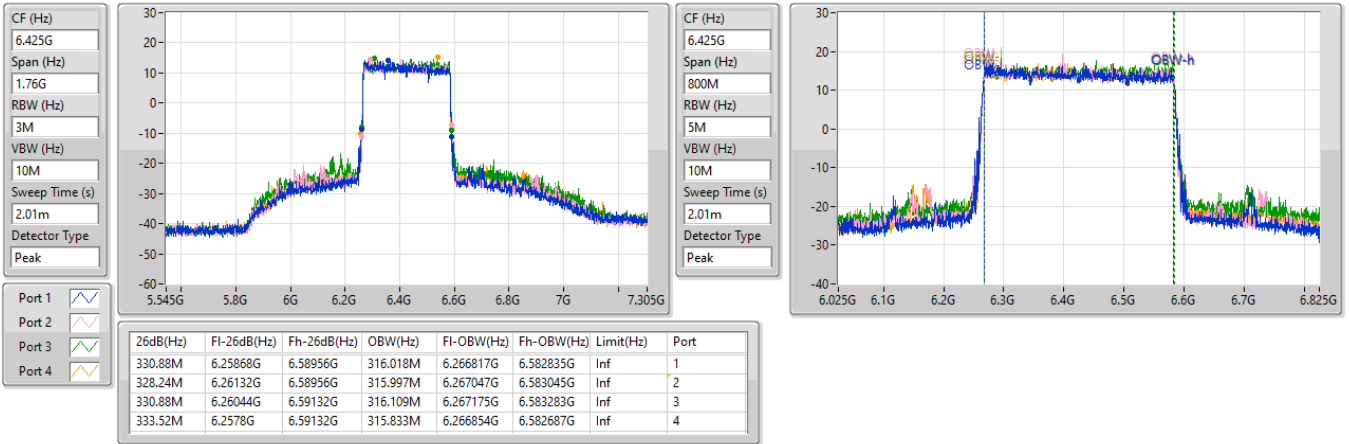 CF (Hz)
6.425G
Span (Hz)
1.76G
RBW (Hz)
3M
VBW (Hz)
10M
Sweep Time (s)
2.01m
Detector Type
Peak
30
20
10
0
-10
-20
-30
-40
-50
-60
5.545G 5.8G 6G 6.2G 6.4G 6.6G 6.8G 7G 7.305G
CF (Hz)
6.425G
Span (Hz)
800M
RBW (Hz)
5M
VBW (Hz)
10M
Sweep Time (s)
2.01m
Detector Type
Peak
30
20
10
0
-10
-20
-30
-40
OBW-h
6.025G 6.1G 6.2G 6.3G 6.4G 6.5G 6.6G 6.7G 6.825G
Port 1
Port 2
Port 3
Port 4
26dB(Hz) Fl-26dB(Hz) Fh-26dB(Hz) OBW(Hz) Fl-OBW(Hz) Fh-OBW(Hz) Limit(Hz) Port
330.88M 6.25868G 6.58956G 316.018M 6.266817G 6.582835G Inf 1
328.24M 6.26132G 6.58956G 315.997M 6.267047G 6.583045G Inf 2
330.88M 6.26044G 6.59132G 316.109M 6.267175G 6.583283G Inf 3
333.52M 6.2578G 6.59132G 315.833M 6.266854G 6.582687G Inf 4